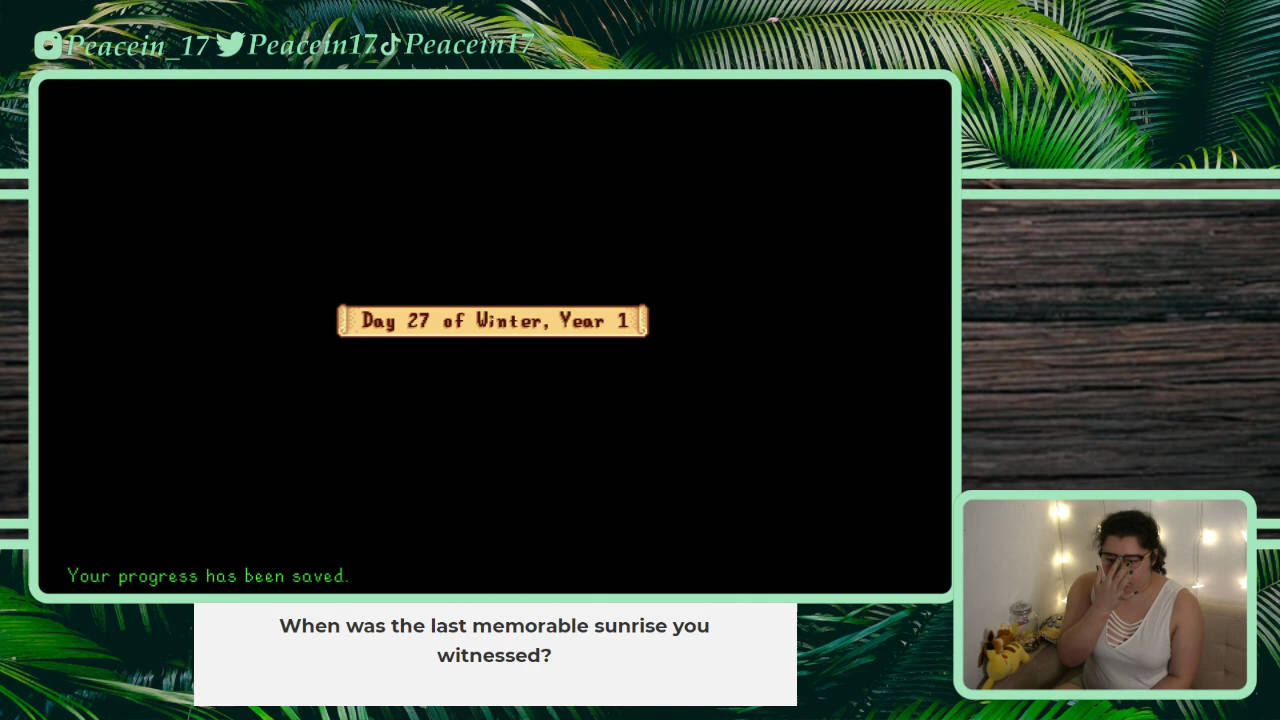 Peacein_17 Peacein17 Peacein17
Day 27 of Winter, Year 1
Your progress has been saved.
When was the last memorable sunrise you
witnessed?